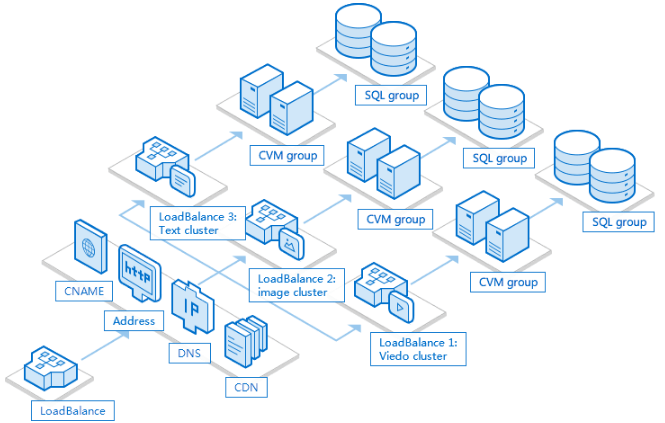 SQL group
CVM group
SQL group
LoadBalance 3:
Text cluster
CVM group
SQL group
LoadBalance 2:
image cluster
CVM group
CNAME
http
Address
IP
DNS
LoadBalance 1:
Viedo cluster
CDN
LoadBalance